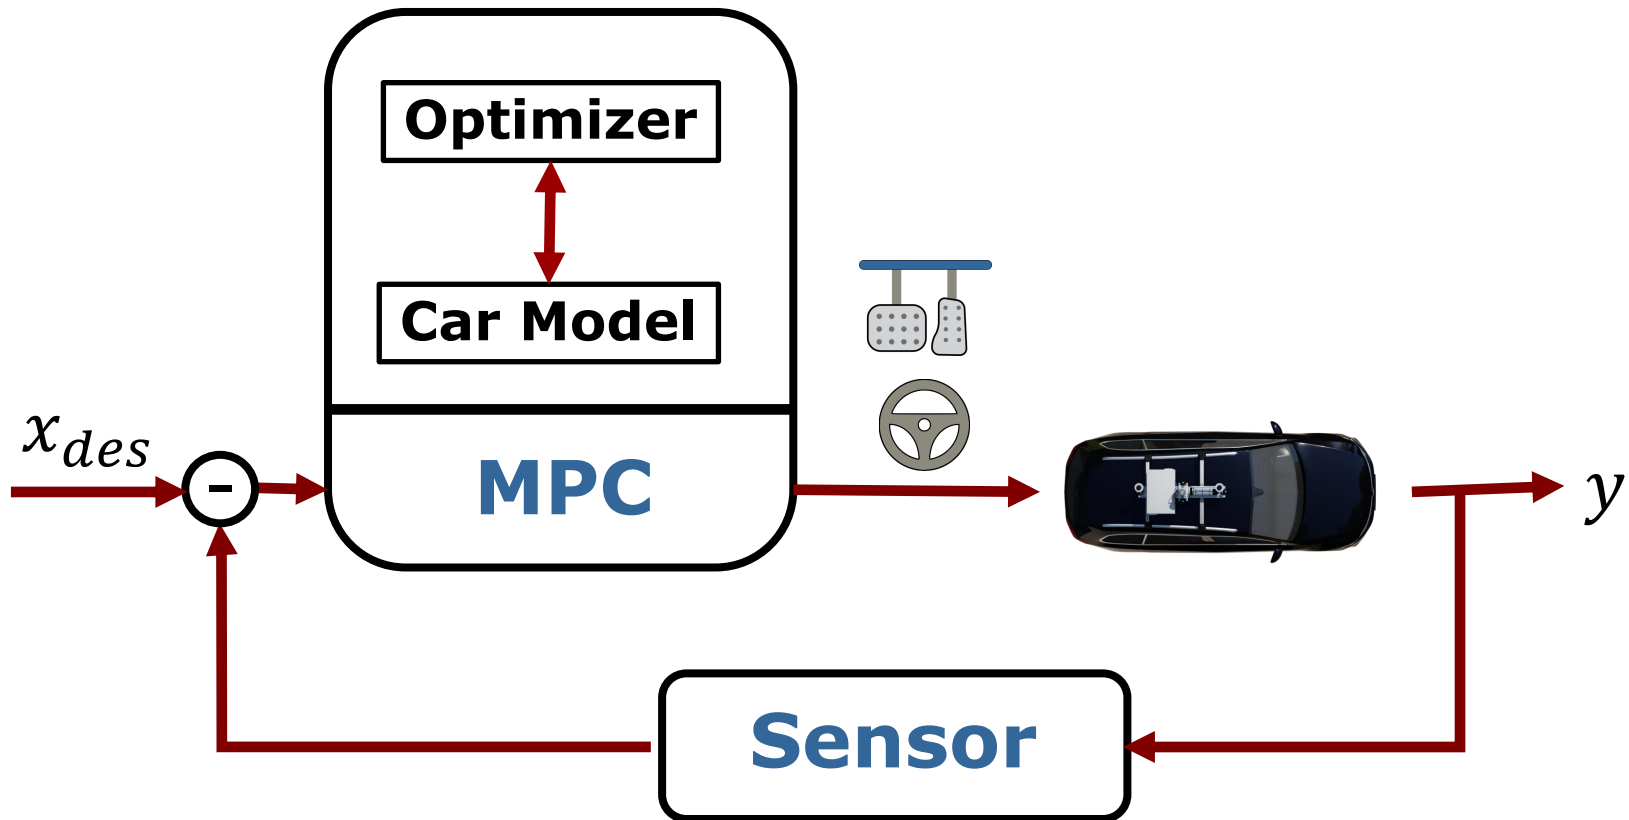 Optimizer
Car Model
x_des
-
MPC
y
Sensor